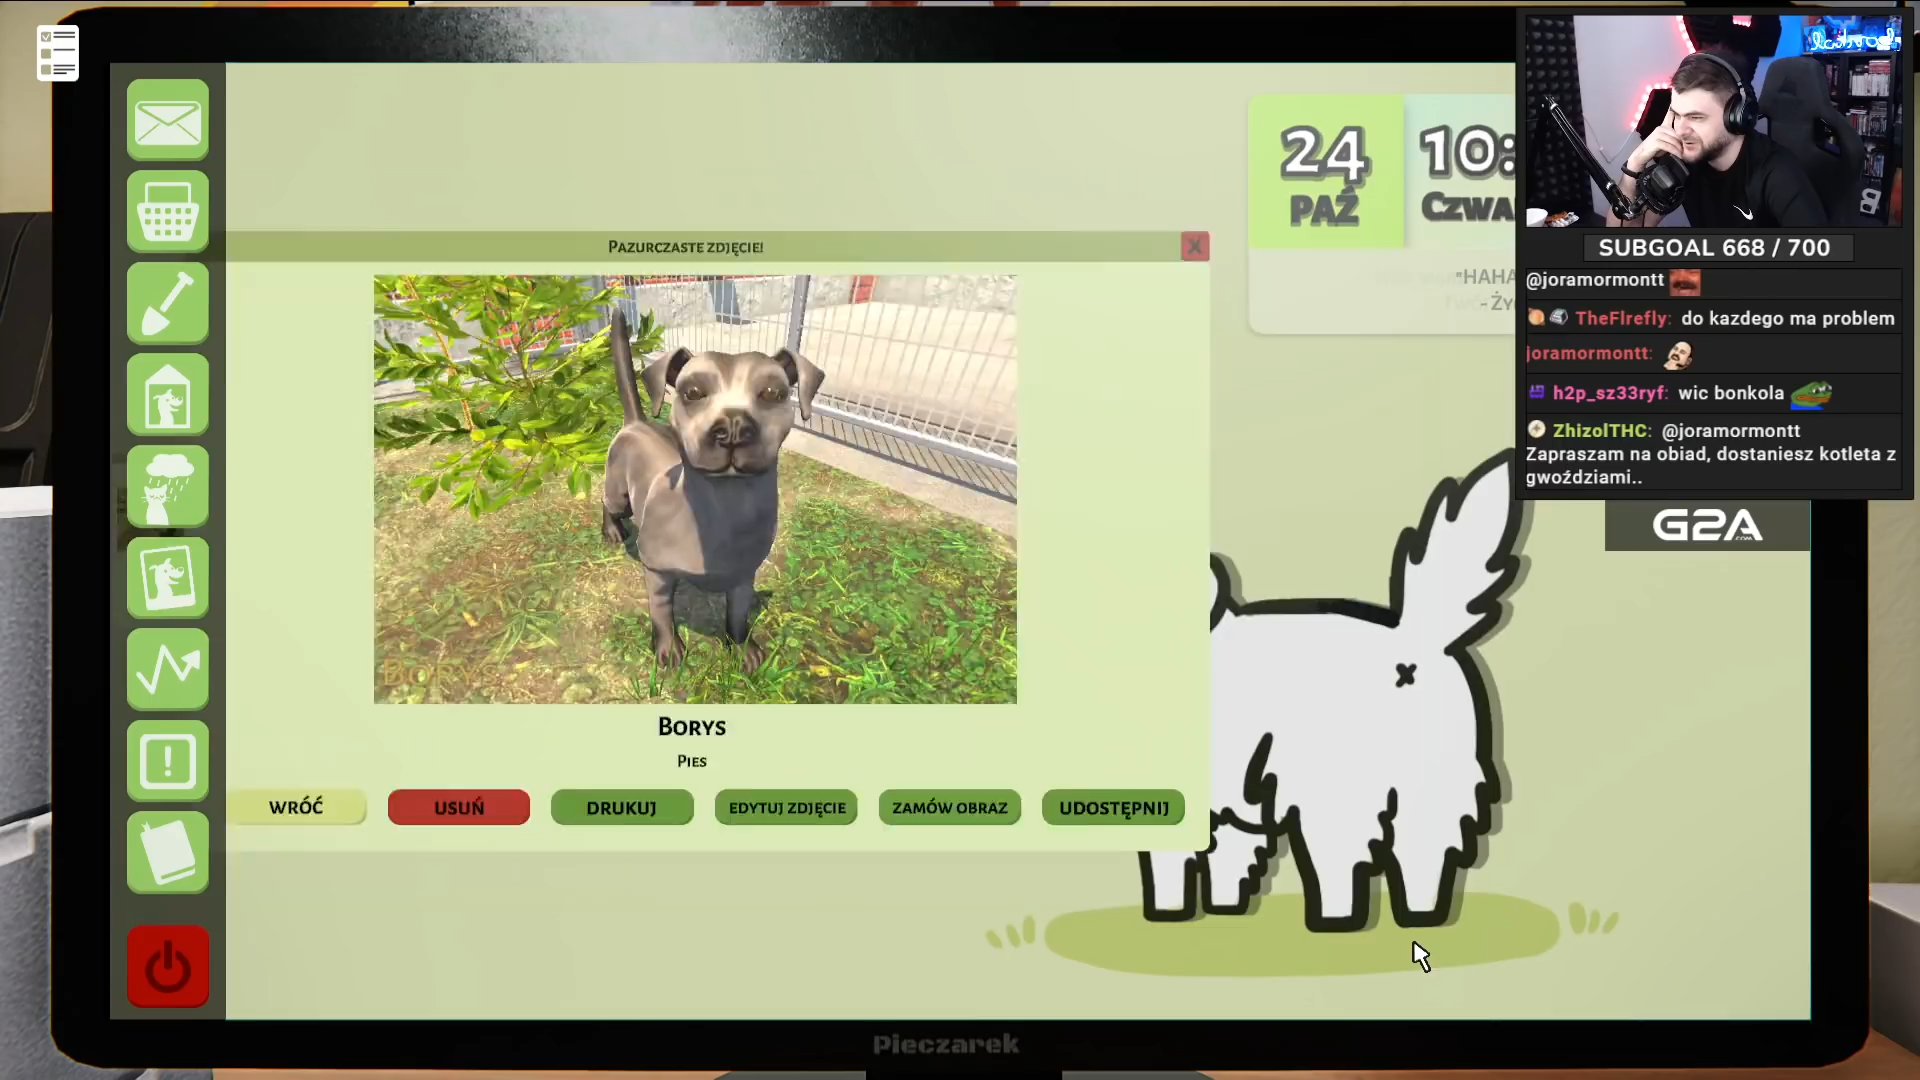 24
PAŹ
10:
CZWA
"HAHA
- ŻY
PAZURCZASTE ZDJĘCIE!
X
BORYS
BORYS
PIES
WRÓĆ
USUŃ
DRUKUJ
EDYTUJ ZDJĘCIE
ZAMÓW OBRAZ
UDOSTĘPNIJ
Pieczarek
SUBGOAL 668 / 700
@joramormontt
TheFIrefly: do kazdego ma problem
joramormontt:
h2p_sz33ryf: wic bonkola
ZhizolTHC: @joramormontt
Zapraszam na obiad, dostaniesz kotleta z
gwoździami..
G2A
.COM